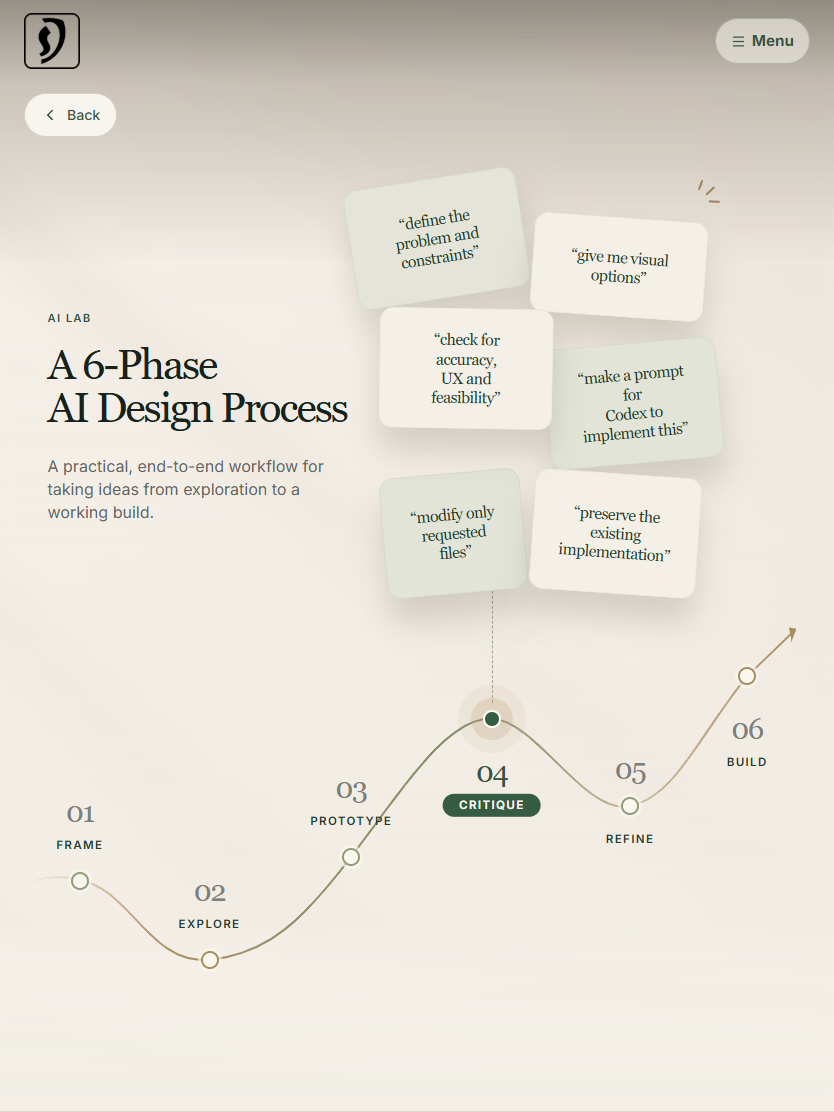 Menu
Back
“define the
problem and
constraints”
“give me visual
options”
AI LAB
A 6-Phase
AI Design Process
A practical, end-to-end workflow for
taking ideas from exploration to a
working build.
“check for
accuracy,
UX and
feasibility”
“make a prompt
for
Codex to
implement this”
“modify only
requested
files”
“preserve the
existing
implementation”
01
FRAME
02
EXPLORE
03
PROTOTYPE
04
CRITIQUE
05
REFINE
06
BUILD